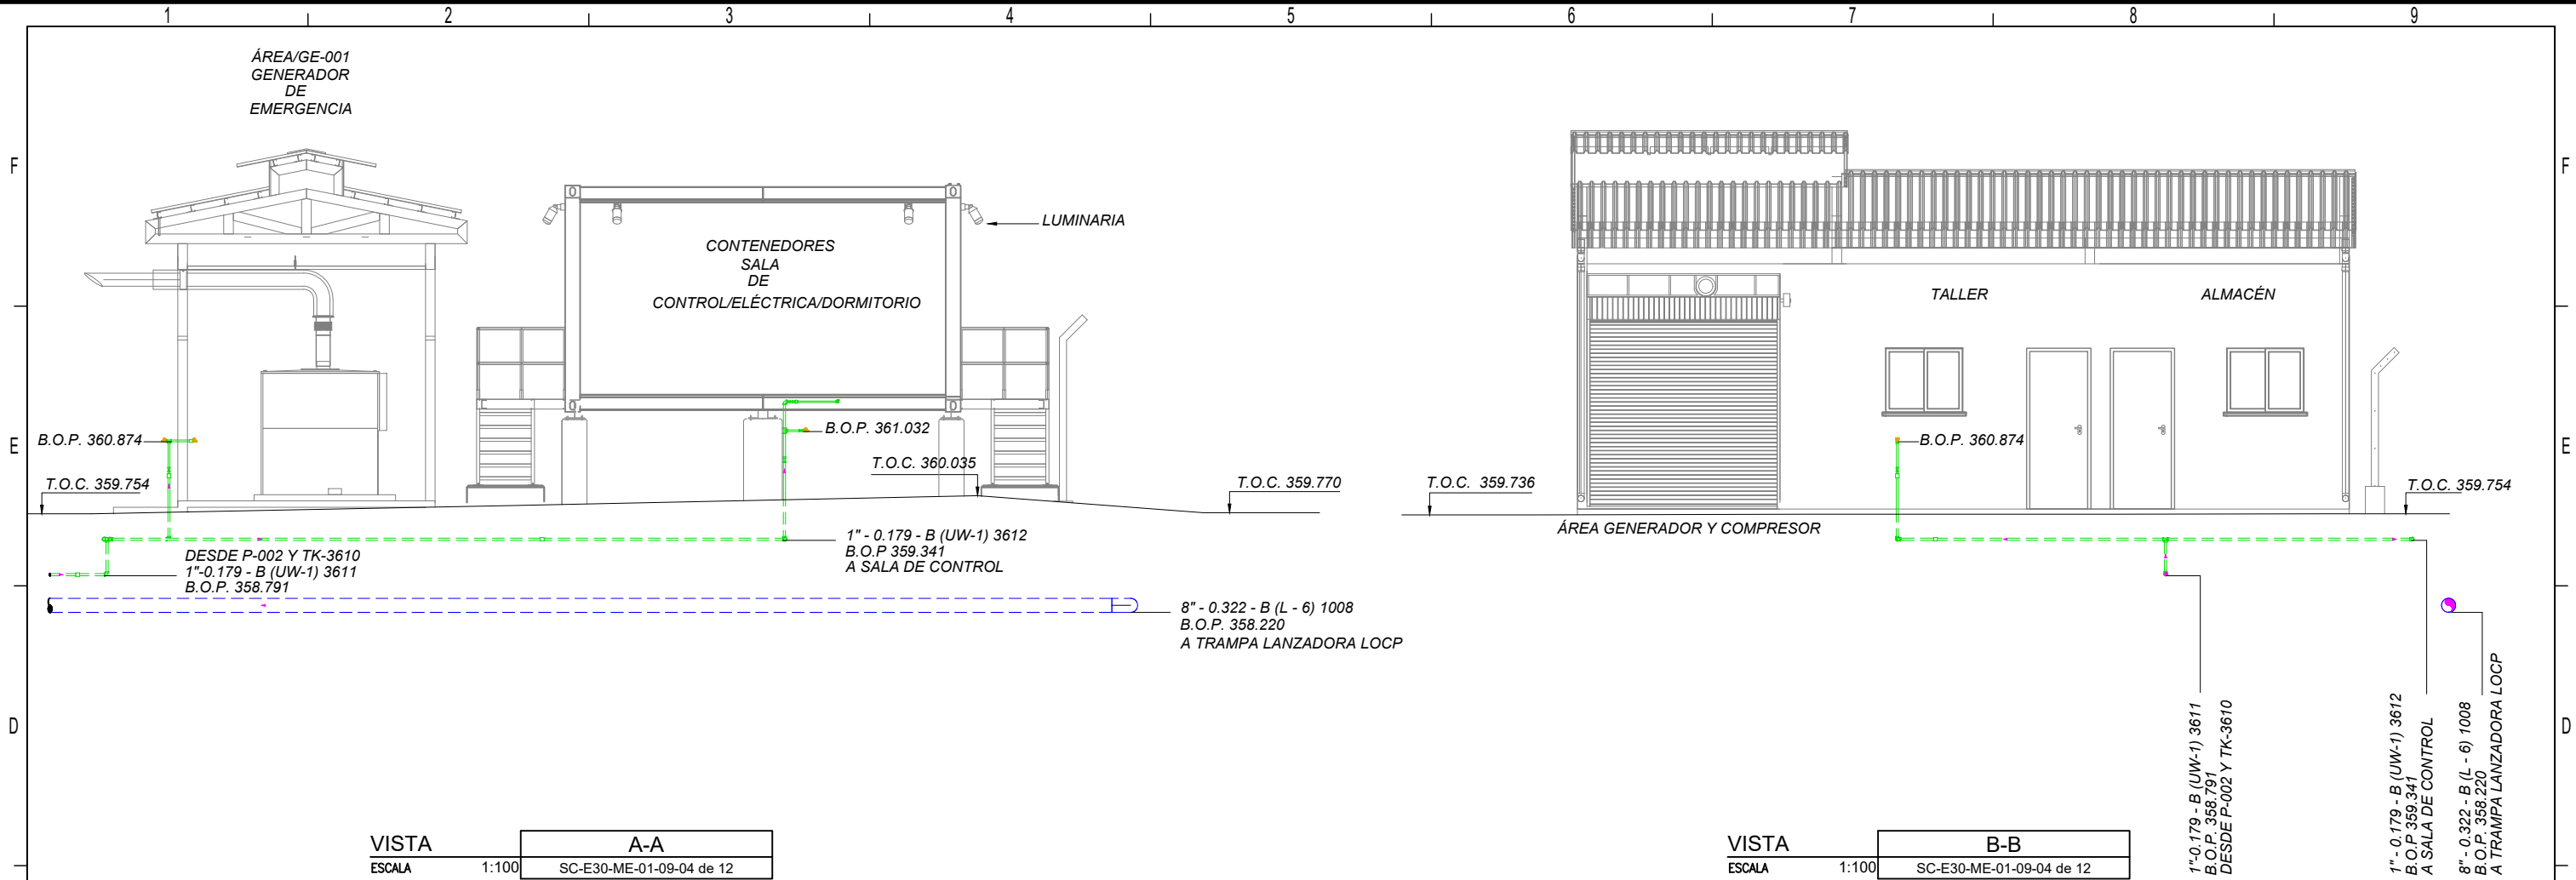 1 2 3 4 5 6 7 8 9
ÁREA/GE-001
GENERADOR
DE
EMERGENCIA
F
F
LUMINARIA
CONTENEDORES
SALA
DE
CONTROL/ELÉCTRICA/DORMITORIO
TALLER
ALMACÉN
E
E
B.O.P. 360.874
B.O.P. 361.032
T.O.C. 360.035
T.O.C. 359.754
T.O.C. 359.770
T.O.C. 359.736
B.O.P. 360.874
T.O.C. 359.754
ÁREA GENERADOR Y COMPRESOR
DESDE P-002 Y TK-3610
1"-0.179 - B (UW-1) 3611
B.O.P. 358.791
1" - 0.179 - B (UW-1) 3612
B.O.P 359.341
A SALA DE CONTROL
8" - 0.322 - B (L - 6) 1008
B.O.P. 358.220
A TRAMPA LANZADORA LOCP
D
D
1"-0.179 - B (UW-1) 3611
B.O.P. 358.791
DESDE P-002 Y TK-3610
1" - 0.179 - B (UW-1) 3612
B.O.P 359.341
A SALA DE CONTROL
8" - 0.322 - B (L - 6) 1008
B.O.P. 358.220
A TRAMPA LANZADORA LOCP
VISTA A-A
ESCALA 1:100 SC-E30-ME-01-09-04 de 12
VISTA B-B
ESCALA 1:100 SC-E30-ME-01-09-04 de 12